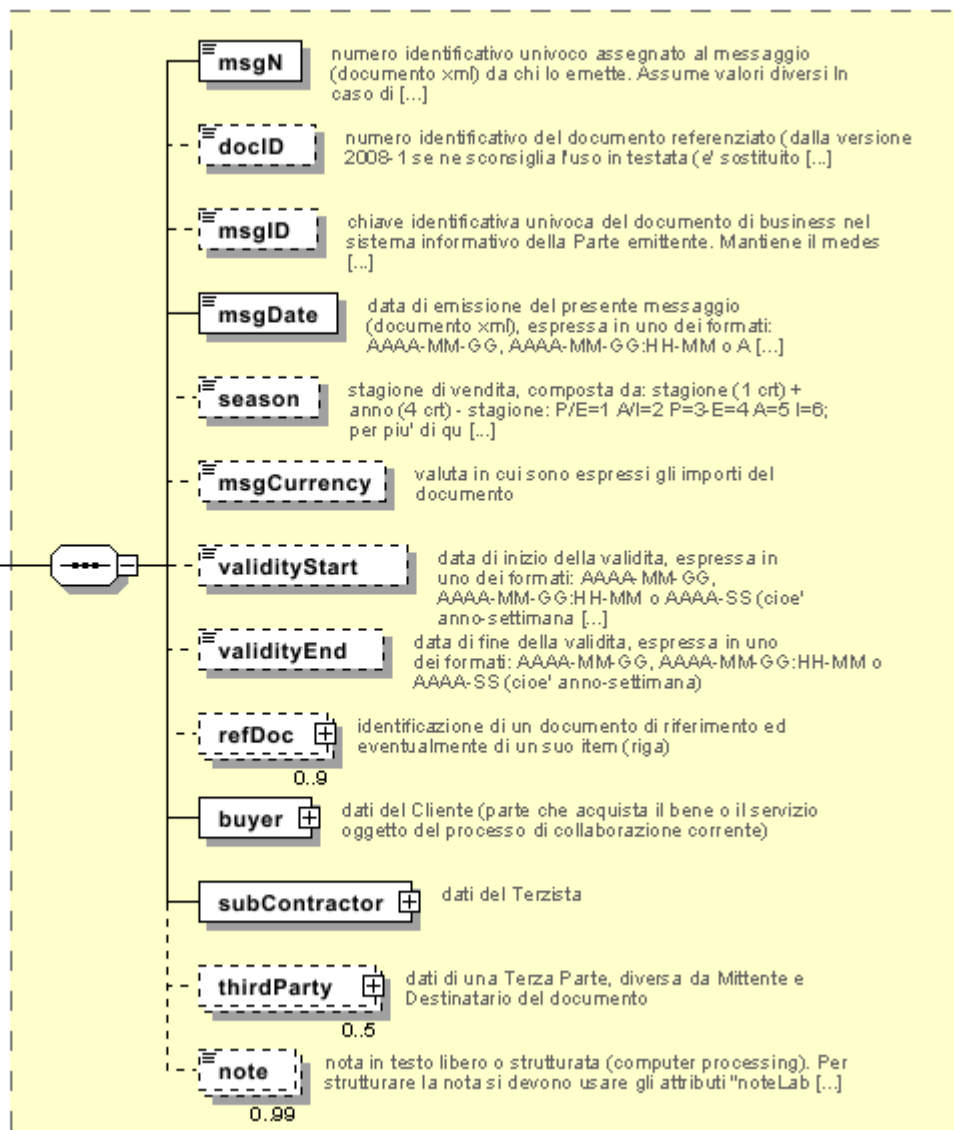 msgN
numero identificativo univoco assegnato al messaggio
(documento xml) da chi lo emette. Assume valori diversi In
caso di [...]
docID
numero identificativo del documento referenziato (dalla versione
2008-1 se ne sconsiglia l'uso in testata (e' sostituito [...]
msgID
chiave identificativa univoca del documento di business nel
sistema informativo della Parte emittente. Mantiene il medes
[...]
msgDate
data di emissione del presente messaggio
(documento xml), espressa in uno dei formati:
AAAA-MM-GG, AAAA-MM-GG:HH-MM o A [...]
season
stagione di vendita, composta da: stagione (1 crt) +
anno (4 crt) - stagione: P/E=1 A/I=2 P=3-E=4 A=5 I=6;
per piu' di qu [...]
msgCurrency
valuta in cui sono espressi gli importi del
documento
validityStart
data di inizio della validita, espressa in
uno dei formati: AAAA-MM-GG,
AAAA-MM-GG:HH-MM o AAAA-SS (cioe'
anno-settimana [...]
validityEnd
data di fine della validita, espressa in uno
dei formati: AAAA-MM-GG, AAAA-MM-GG:HH-MM o
AAAA-SS (cioe' anno-settimana)
refDoc
identificazione di un documento di riferimento ed
eventualmente di un suo item (riga)
0..9
buyer
dati del Cliente (parte che acquista il bene o il servizio
oggetto del processo di collaborazione corrente)
subContractor
dati del Terzista
thirdParty
dati di una Terza Parte, diversa da Mittente e
Destinatario del documento
0..5
note
nota in testo libero o strutturata (computer processing). Per
strutturare la nota si devono usare gli attributi "noteLab [...]
0..99